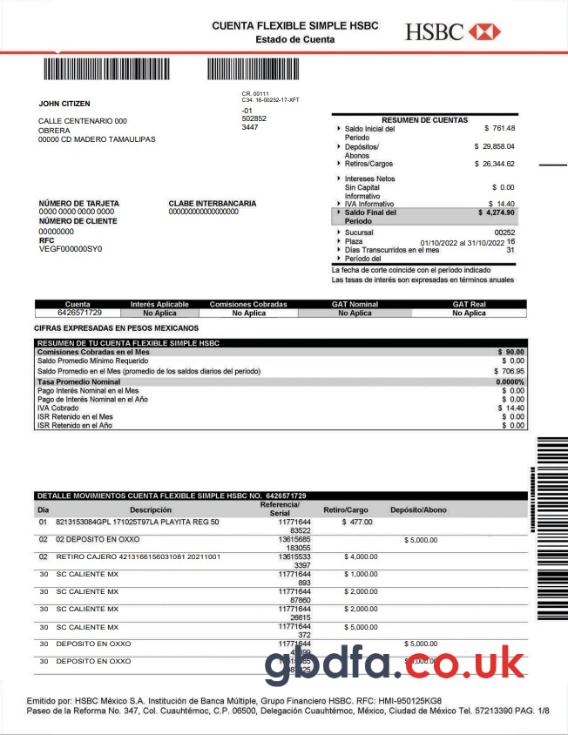 CUENTA FLEXIBLE SIMPLE HSBC
Estado de Cuenta
HSBC
CR. 00111
C34. 16-00252-17-XFT
JOHN CITIZEN
-01
CALLE CENTENARIO 000
502852
OBRERA
3447
00000 CD MADERO TAMAULIPAS
RESUMEN DE CUENTAS
Saldo Inicial del Periodo $ 761.48
Depósitos/ Abonos $ 29,858.04
Retiros/Cargos $ 26,344.62
Intereses Netos
Sin Capital $ 0.00
Informativo
IVA Informativo $ 14.40
Saldo Final del Periodo $ 4,274.90
Sucursal 00252
Plaza 01/10/2022 al 31/10/2022 16
Días Transcurridos en el mes 31
Periodo del
La fecha de corte coincide con el período indicado
Las tasas de interés son expresadas en términos anuales
NÚMERO DE TARJETA CLABE INTERBANCARIA
0000 0000 0000 0000 000000000000000000
NÚMERO DE CLIENTE
00000000
RFC
VEGF000000SY0
Cuenta Interés Aplicable Comisiones Cobradas GAT Nominal GAT Real
6426571729 No Aplica No Aplica No Aplica No Aplica
CIFRAS EXPRESADAS EN PESOS MEXICANOS
RESUMEN DE TU CUENTA FLEXIBLE SIMPLE HSBC
Comisiones Cobradas en el Mes $ 90.00
Saldo Promedio Mínimo Requerido $ 0.00
Saldo Promedio en el Mes (promedio de los saldos diarios del período) $ 706.95
Tasa Promedio Nominal 0.0000%
Pago Interés Nominal en el Mes $ 0.00
Pago de Interés Nominal en el Año $ 0.00
IVA Cobrado $ 14.40
ISR Retenido en el Mes $ 0.00
ISR Retenido en el Año $ 0.00
DETALLE MOVIMIENTOS CUENTA FLEXIBLE SIMPLE HSBC NO. 6426571729
Día Descripción Referencia/ Serial Retiro/Cargo Depósito/Abono
01 8213153084GPL 171025T97LA PLAYITA REG 50 11771644 $ 477.00
83522
02 02 DEPOSITO EN OXXO 13615685 $ 5,000.00
183055
02 RETIRO CAJERO 4213166156031081 20211001 13615533 $ 4,000.00
3397
30 SC CALIENTE MX 11771644 $ 1,000.00
893
30 SC CALIENTE MX 11771644 $ 2,000.00
87860
30 SC CALIENTE MX 11771644 $ 2,000.00
26615
30 SC CALIENTE MX 11771644 $ 5,000.00
372
30 DEPOSITO EN OXXO 11771644 $ 5,000.00
30 DEPOSITO EN OXXO
gbdfa.co.uk
Emitido por: HSBC México S.A. Institución de Banca Múltiple, Grupo Financiero HSBC. RFC: HMI-950125KG8
Paseo de la Reforma No. 347, Col. Cuauhtémoc, C.P. 06500, Delegación Cuauhtémoc, México, Ciudad de México Tel. 57213390 PAG. 1/8